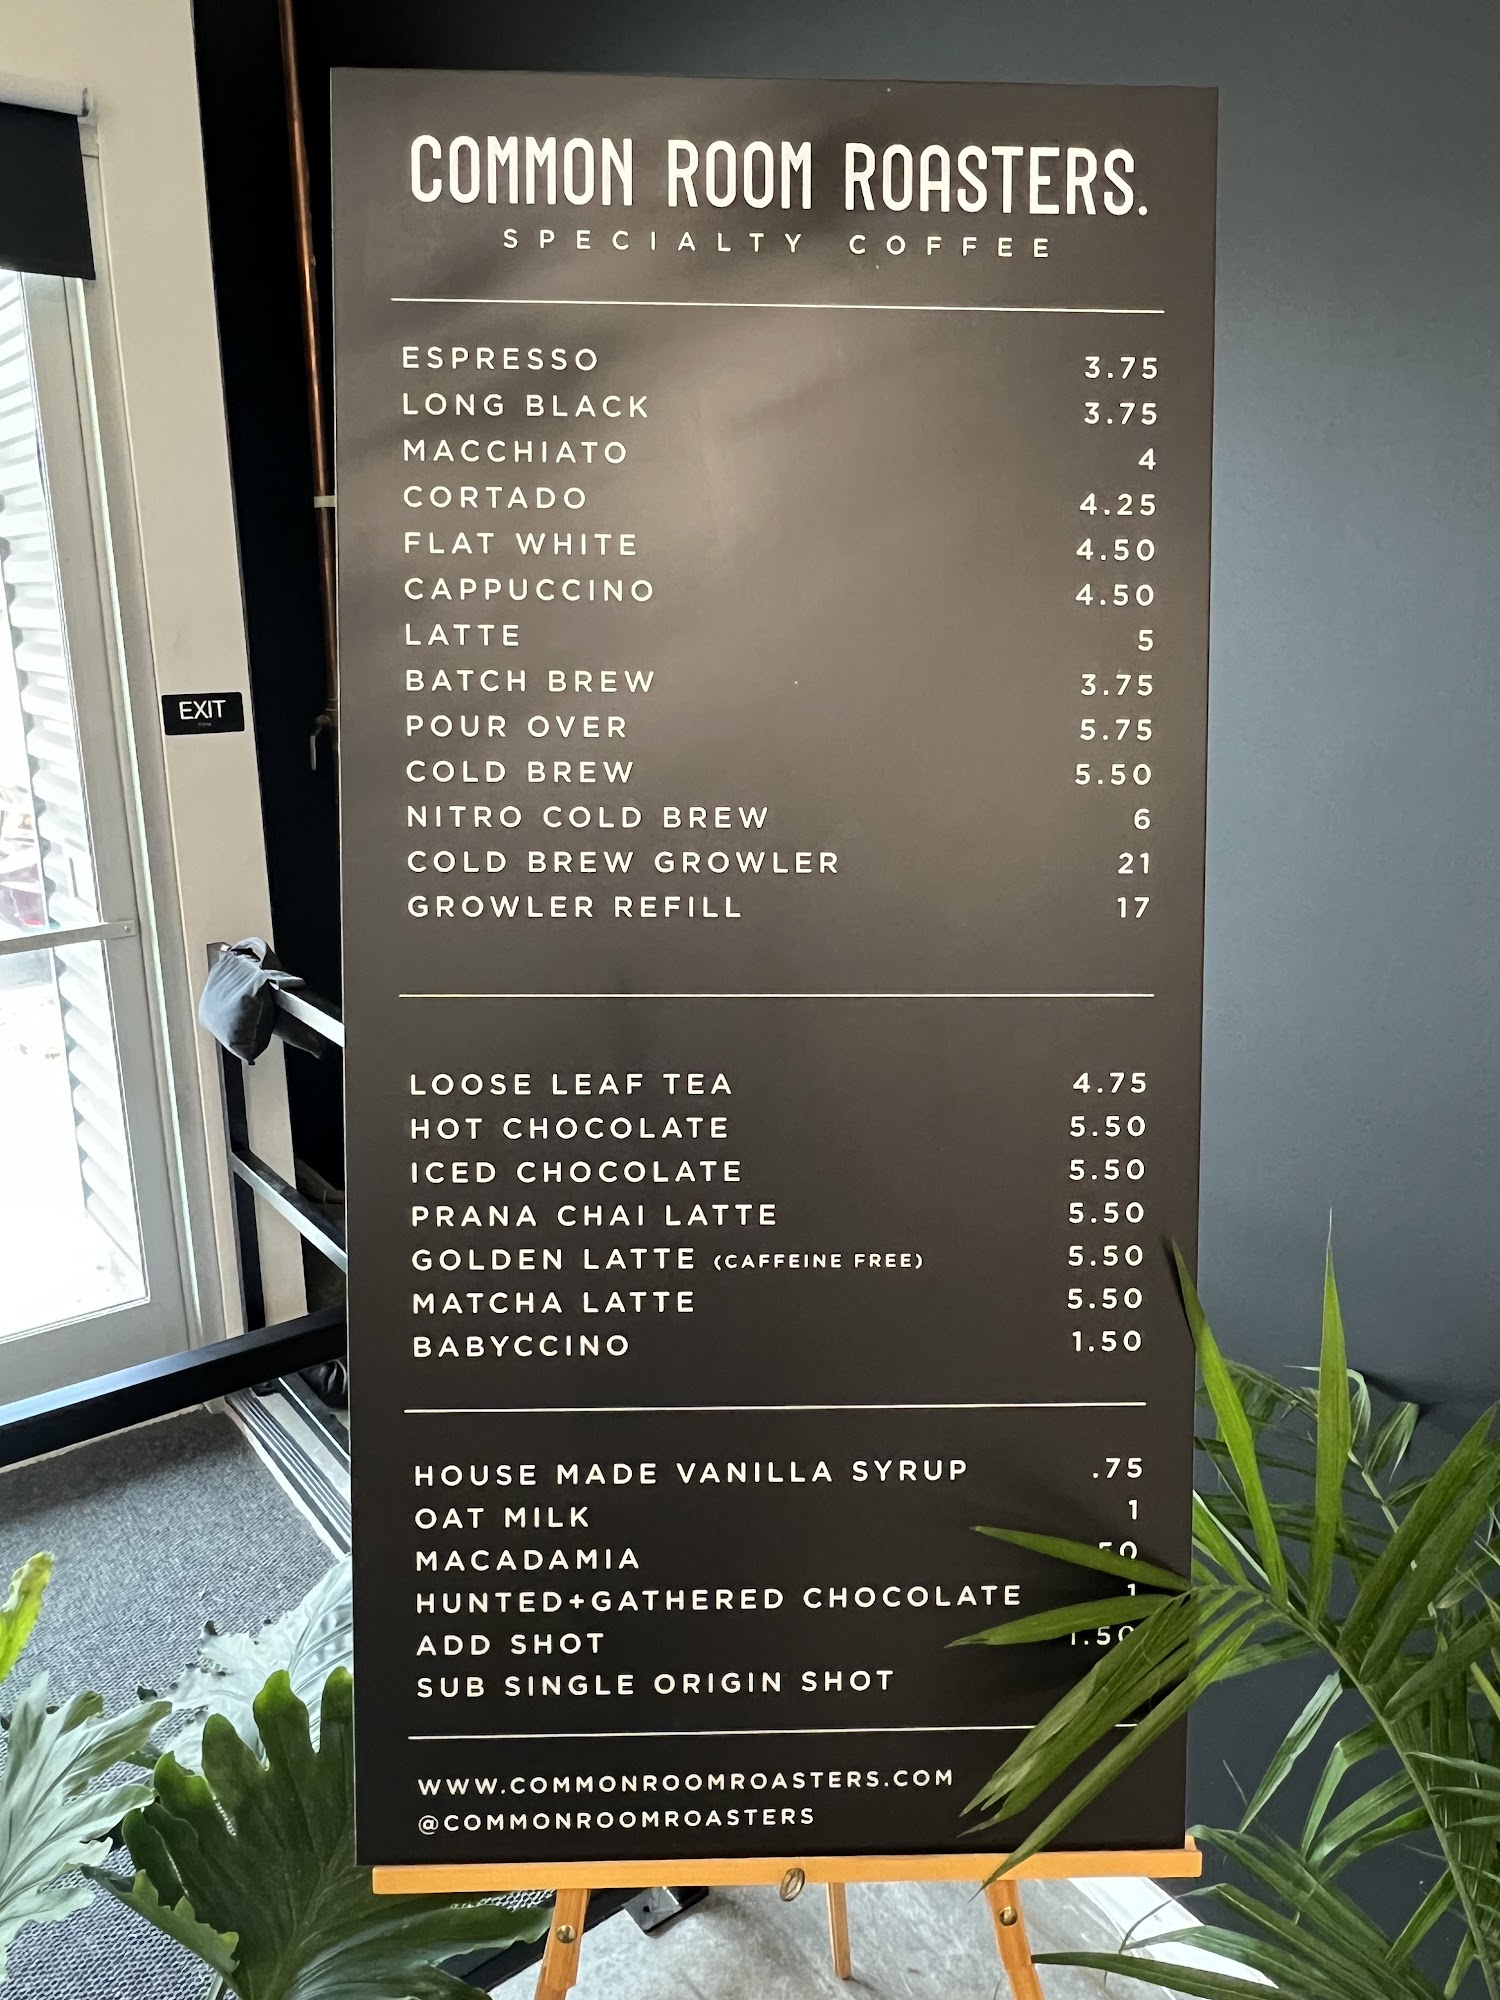 COMMON ROOM ROASTERS.
SPECIALTY COFFEE
ESPRESSO 3.75
LONG BLACK 3.75
MACCHIATO 4
CORTADO 4.25
FLAT WHITE 4.50
CAPPUCCINO 4.50
LATTE 5
BATCH BREW 3.75
POUR OVER 5.75
COLD BREW 5.50
NITRO COLD BREW 6
COLD BREW GROWLER 21
GROWLER REFILL 17
EXIT
LOOSE LEAF TEA 4.75
HOT CHOCOLATE 5.50
ICED CHOCOLATE 5.50
PRANA CHAI LATTE 5.50
GOLDEN LATTE (CAFFEINE FREE) 5.50
MATCHA LATTE 5.50
BABYCCINO 1.50
HOUSE MADE VANILLA SYRUP .75
OAT MILK 1
MACADAMIA
HUNTED+GATHERED CHOCOLATE 1
ADD SHOT 1.50
SUB SINGLE ORIGIN SHOT
WWW.COMMONROOMROASTERS.COM
@COMMONROOMROASTERS